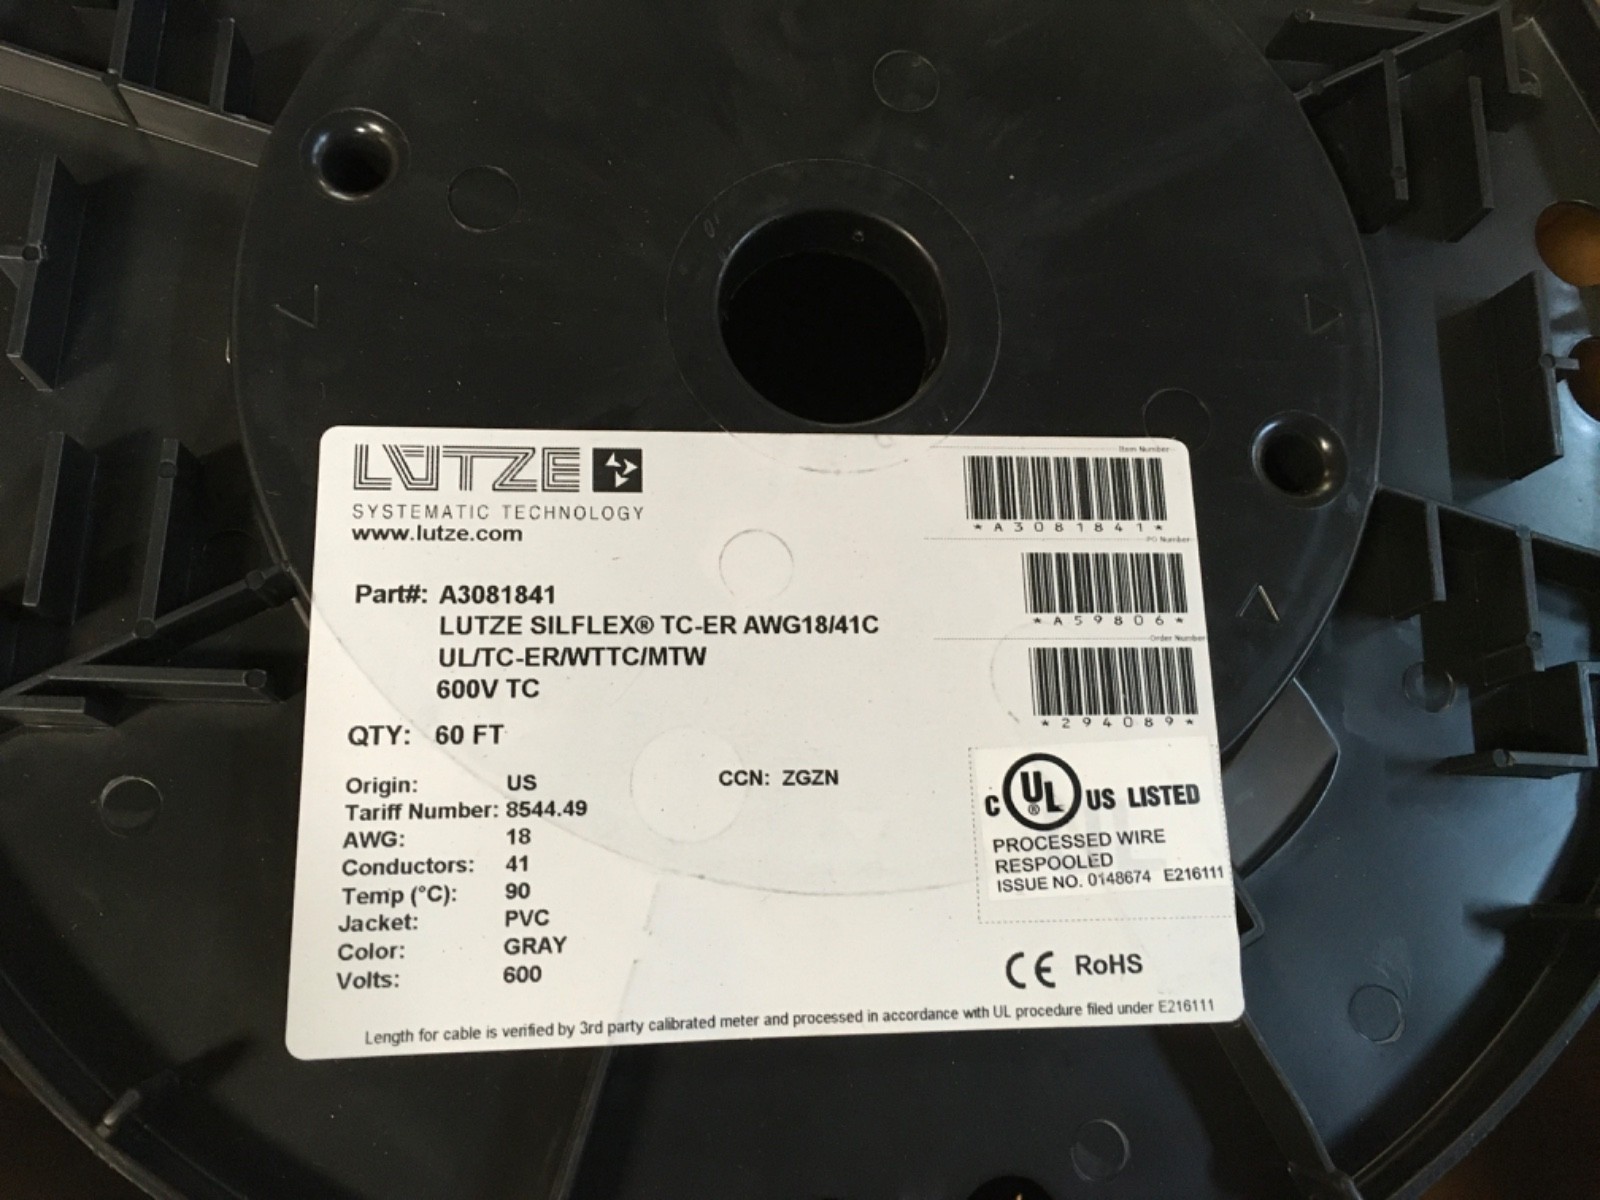 LUTZE
SYSTEMATIC TECHNOLOGY
www.lutze.com
Item Number
*A3081841*
PO Number
*A59806*
Order Number
*294089*
Part#: A3081841
LUTZE SILFLEX® TC-ER AWG18/41C
UL/TC-ER/WTTC/MTW
600V TC
QTY: 60 FT
Origin: US
CCN: ZGZN
Tariff Number: 8544.49
AWG: 18
Conductors: 41
Temp (°C): 90
Jacket: PVC
Color: GRAY
Volts: 600
C UL® US LISTED
PROCESSED WIRE
RESPOOLED
ISSUE NO. 0148674 E216111
CE RoHS
Length for cable is verified by 3rd party calibrated meter and processed in accordance with UL procedure filed under E216111